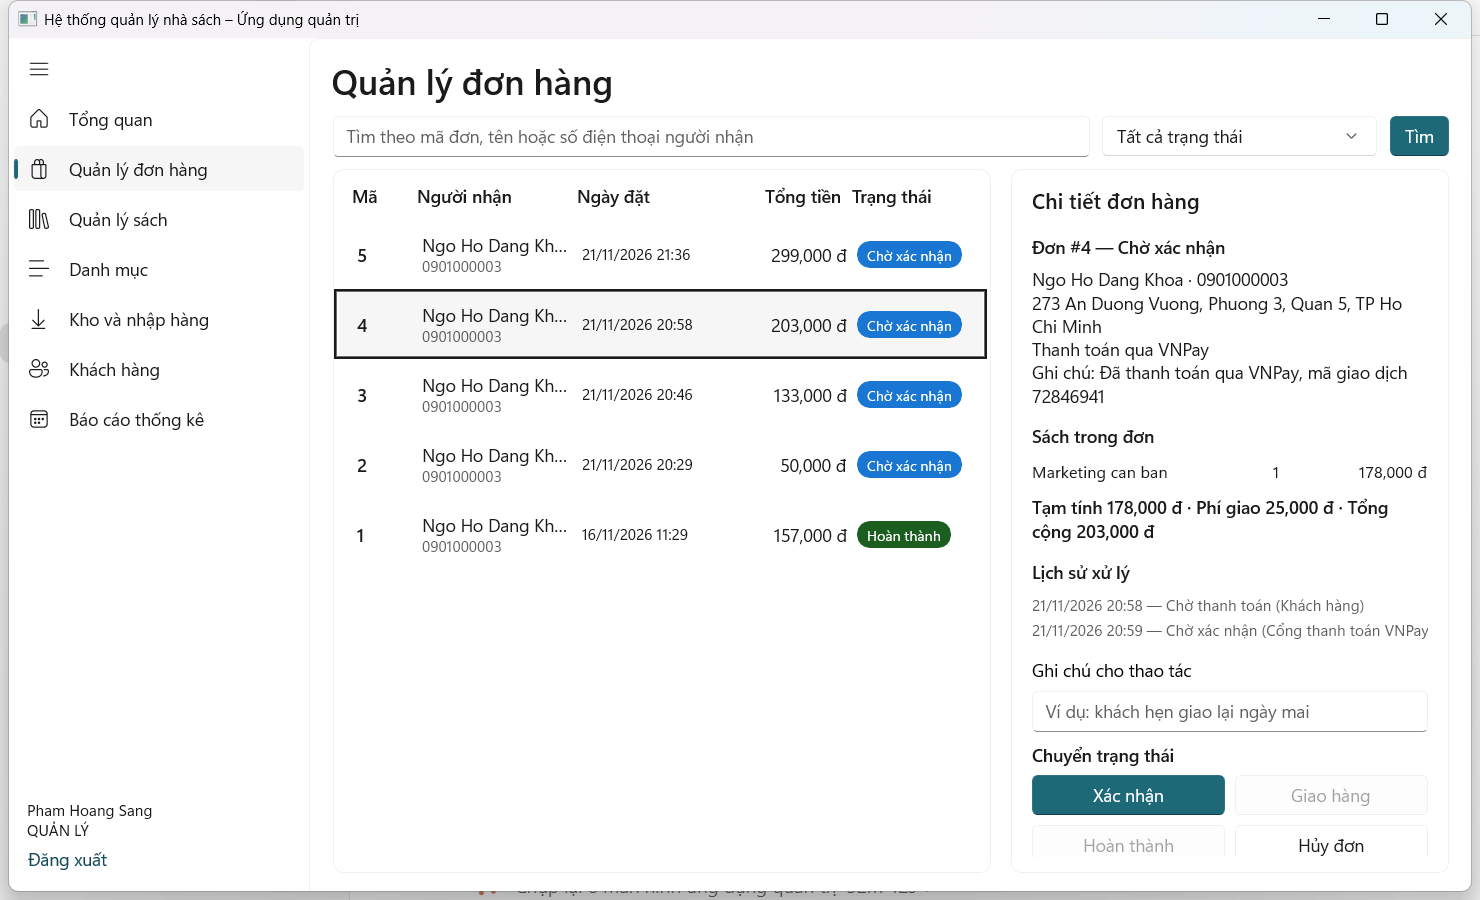 Hệ thống quản lý nhà sách – Ứng dụng quản trị
Tổng quan
Quản lý đơn hàng
Quản lý sách
Danh mục
Kho và nhập hàng
Khách hàng
Báo cáo thống kê
Pham Hoang Sang
QUẢN LÝ
Đăng xuất
Quản lý đơn hàng
Tìm theo mã đơn, tên hoặc số điện thoại người nhận
Tất cả trạng thái
Tìm
Mã Người nhận Ngày đặt Tổng tiền Trạng thái
5 Ngo Ho Dang Kh... 21/11/2026 21:36 299,000 đ Chờ xác nhận
0901000003
4 Ngo Ho Dang Kh... 21/11/2026 20:58 203,000 đ Chờ xác nhận
0901000003
3 Ngo Ho Dang Kh... 21/11/2026 20:46 133,000 đ Chờ xác nhận
0901000003
2 Ngo Ho Dang Kh... 21/11/2026 20:29 50,000 đ Chờ xác nhận
0901000003
1 Ngo Ho Dang Kh... 16/11/2026 11:29 157,000 đ Hoàn thành
0901000003
Chi tiết đơn hàng
Đơn #4 — Chờ xác nhận
Ngo Ho Dang Khoa · 0901000003
273 An Duong Vuong, Phuong 3, Quan 5, TP Ho
Chi Minh
Thanh toán qua VNPay
Ghi chú: Đã thanh toán qua VNPay, mã giao dịch
72846941
Sách trong đơn
Marketing can ban 1 178,000 đ
Tạm tính 178,000 đ · Phí giao 25,000 đ · Tổng
cộng 203,000 đ
Lịch sử xử lý
21/11/2026 20:58 — Chờ thanh toán (Khách hàng)
21/11/2026 20:59 — Chờ xác nhận (Cổng thanh toán VNPay
Ghi chú cho thao tác
Ví dụ: khách hẹn giao lại ngày mai
Chuyển trạng thái
Xác nhận
Giao hàng
Hoàn thành
Hủy đơn